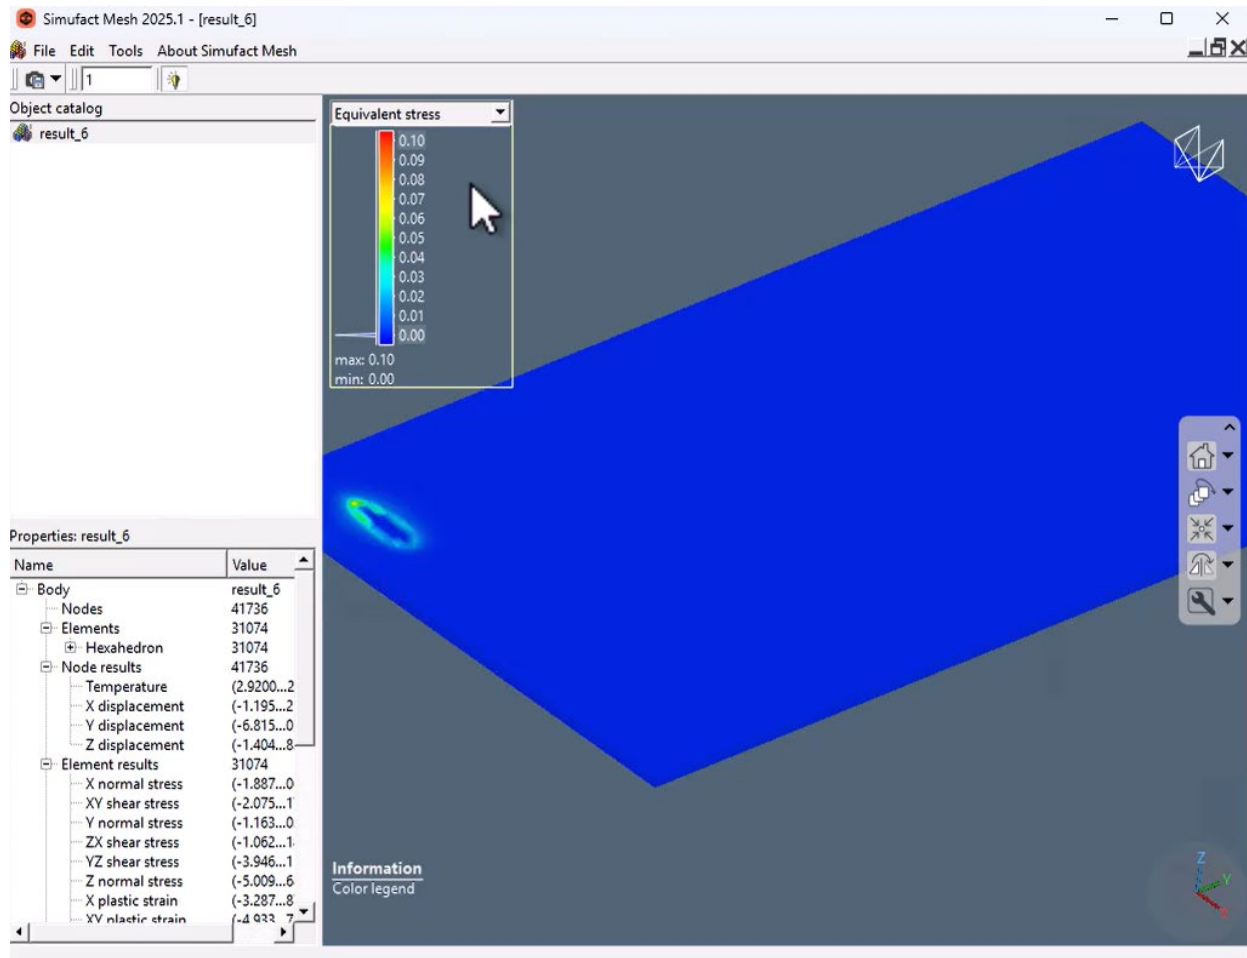 Simufact Mesh 2025.1 - [result_6]
File Edit Tools About Simufact Mesh
1
Object catalog
result_6
Equivalent stress
0.10
0.09
0.08
0.07
0.06
0.05
0.04
0.03
0.02
0.01
0.00
max: 0.10
min: 0.00
Properties: result_6
Name Value
Body result_6
Nodes 41736
Elements 31074
Hexahedron 31074
Node results 41736
Temperature (2.9200...2
X displacement (-1.195...2
Y displacement (-6.815...0
Z displacement (-1.404...8
Element results 31074
X normal stress (-1.887...0
XY shear stress (-2.075...1
Y normal stress (-1.163...0
ZX shear stress (-1.062...1
YZ shear stress (-3.946...1
Z normal stress (-5.009...6
X plastic strain (-3.287...8
XY plastic strain (-4.933...7
Information
Color legend
Z
Y
X